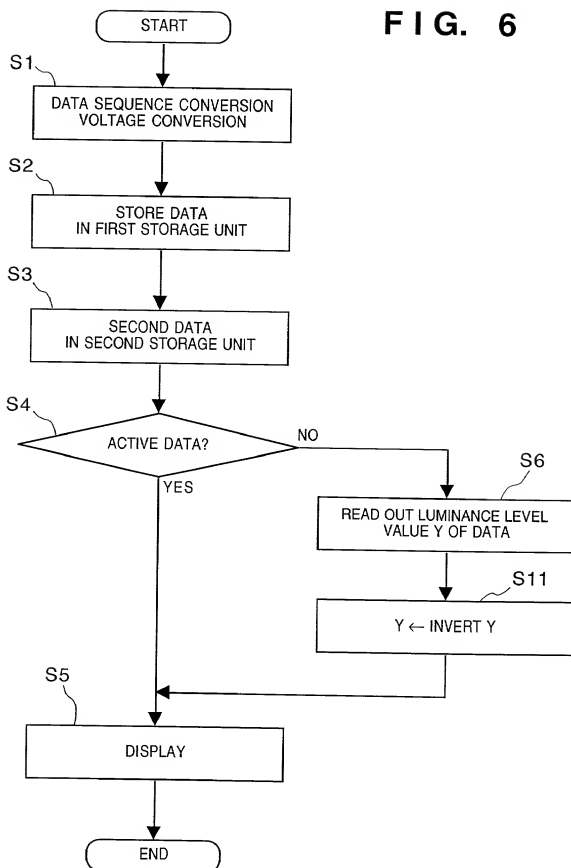 FIG. 6
START
S1
DATA SEQUENCE CONVERSION
VOLTAGE CONVERSION
S2
STORE DATA
IN FIRST STORAGE UNIT
S3
SECOND DATA
IN SECOND STORAGE UNIT
S4
ACTIVE DATA?
NO
YES
S6
READ OUT LUMINANCE LEVEL
VALUE Y OF DATA
S11
Y ← INVERT Y
S5
DISPLAY
END